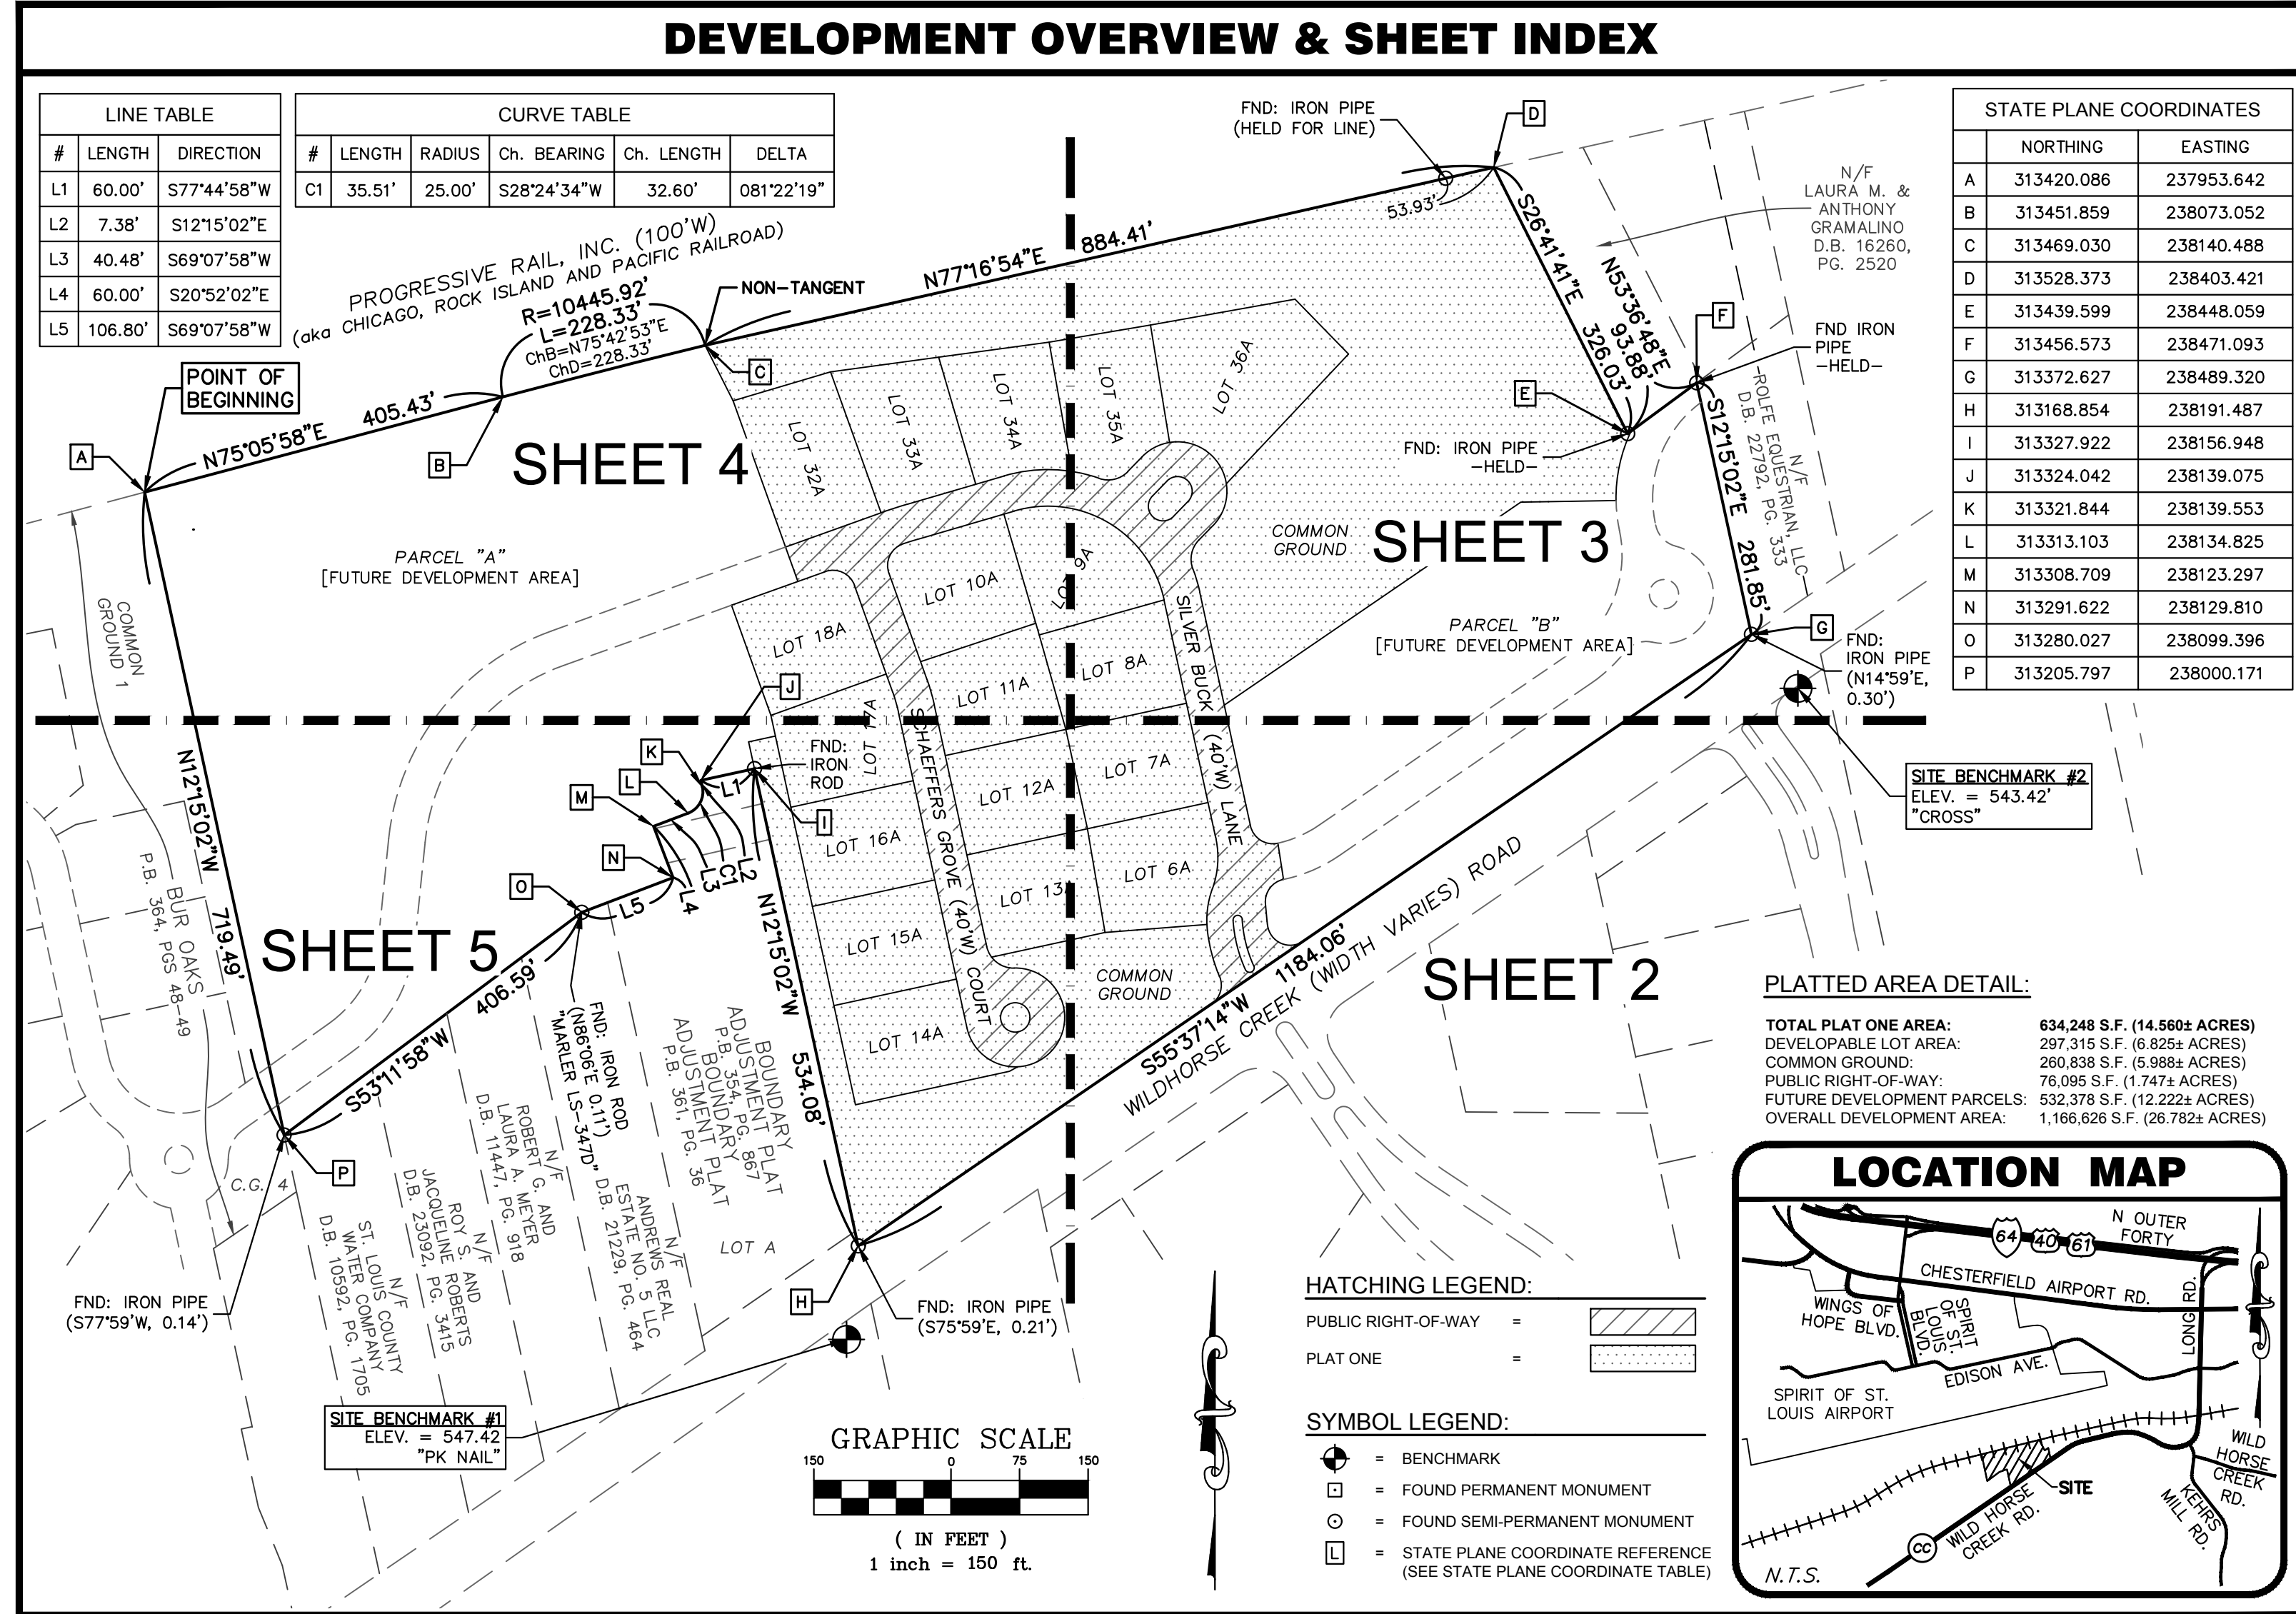 DEVELOPMENT OVERVIEW & SHEET INDEX
LINE TABLE
# LENGTH DIRECTION
L1 60.00' S77°44'58"W
L2 7.38' S12°15'02"E
L3 40.48' S69°07'58"W
L4 60.00' S20°52'02"E
L5 106.80' S69°07'58"W
CURVE TABLE
# LENGTH RADIUS Ch. BEARING Ch. LENGTH DELTA
C1 35.51' 25.00' S28°24'34"W 32.60' 081°22'19"
STATE PLANE COORDINATES
NORTHING EASTING
A 313420.086 237953.642
B 313451.859 238073.052
C 313469.030 238140.488
D 313528.373 238403.421
E 313439.599 238448.059
F 313456.573 238471.093
G 313372.627 238489.320
H 313168.854 238191.487
I 313327.922 238156.948
J 313324.042 238139.075
K 313321.844 238139.553
L 313313.103 238134.825
M 313308.709 238123.297
N 313291.622 238129.810
O 313280.027 238099.396
P 313205.797 238000.171
PROGRESSIVE RAIL, INC. (100'W)
(aka CHICAGO, ROCK ISLAND AND PACIFIC RAILROAD)
R=10445.92'
L=228.33'
ChB=N75°42'53"E
ChD=228.33'
NON-TANGENT
N77°16'54"E 884.41'
FND: IRON PIPE
(HELD FOR LINE)
53.93'
D
S26°41'41"E
326.03'
N53°36'48"E
93.88'
N/F
LAURA M. &
ANTHONY
GRAMALINO
D.B. 16260,
PG. 2520
F
FND IRON
PIPE
-HELD-
E
FND: IRON PIPE
-HELD-
N/F
ROLFE EQUESTRIAN, LLC
D.B. 22792, PG. 333
S12°15'02"E 281.85'
G
FND:
IRON PIPE
(N14°59'E,
0.30')
SITE BENCHMARK #2
ELEV. = 543.42'
"CROSS"
POINT OF
BEGINNING
A
N75°05'58"E 405.43'
B
C
SHEET 4
SHEET 3
PARCEL "A"
[FUTURE DEVELOPMENT AREA]
COMMON
GROUND
PARCEL "B"
[FUTURE DEVELOPMENT AREA]
LOT 32A
LOT 33A
LOT 34A
LOT 35A
LOT 36A
LOT 10A
LOT 9A
LOT 18A
LOT 11A
LOT 8A
LOT 17A
LOT 12A
LOT 7A
LOT 16A
LOT 13A
LOT 6A
LOT 15A
LOT 14A
SCHAEFFERS GROVE (40'W) COURT
SILVER BUCK (40'W) LANE
COMMON
GROUND
COMMON
GROUND 1
BUR OAKS
P.B. 364, PGS 48-49
N12°15'02"W 719.49'
J
K
L
M
N
O
I
L1
L2
C1
L3
L4
L5
FND:
IRON
ROD
N12°15'02"W 534.08'
SHEET 5
SHEET 2
S53°11'58"W 406.59'
S55°37'14"W 1184.06'
WILDHORSE CREEK (WIDTH VARIES) ROAD
FND: IRON ROD
(N86°06'E 0.11')
"MARLER LS-347D"
BOUNDARY
ADJUSTMENT PLAT
P.B. 354, PG. 867
BOUNDARY
ADJUSTMENT PLAT
P.B. 361, PG. 36
N/F
ANDREWS REAL
ESTATE NO. 5 LLC
D.B. 21229, PG. 464
N/F
ROBERT G. AND
LAURA A. MEYER
D.B. 11447, PG. 918
N/F
ROY S. AND
JACQUELINE ROBERTS
D.B. 23092, PG. 3415
N/F
ST. LOUIS COUNTY
WATER COMPANY
D.B. 10592, PG. 1705
P
C.G. 4
LOT A
H
FND: IRON PIPE
(S77°59'W, 0.14')
FND: IRON PIPE
(S75°59'E, 0.21')
SITE BENCHMARK #1
ELEV. = 547.42
"PK NAIL"
GRAPHIC SCALE
150 0 75 150
( IN FEET )
1 inch = 150 ft.
PLATTED AREA DETAIL:
TOTAL PLAT ONE AREA: 634,248 S.F. (14.560± ACRES)
DEVELOPABLE LOT AREA: 297,315 S.F. (6.825± ACRES)
COMMON GROUND: 260,838 S.F. (5.988± ACRES)
PUBLIC RIGHT-OF-WAY: 76,095 S.F. (1.747± ACRES)
FUTURE DEVELOPMENT PARCELS: 532,378 S.F. (12.222± ACRES)
OVERALL DEVELOPMENT AREA: 1,166,626 S.F. (26.782± ACRES)
HATCHING LEGEND:
PUBLIC RIGHT-OF-WAY =
PLAT ONE =
SYMBOL LEGEND:
= BENCHMARK
= FOUND PERMANENT MONUMENT
= FOUND SEMI-PERMANENT MONUMENT
L = STATE PLANE COORDINATE REFERENCE
(SEE STATE PLANE COORDINATE TABLE)
LOCATION MAP
64 40 61
N OUTER
FORTY
CHESTERFIELD AIRPORT RD.
WINGS OF
HOPE BLVD.
SPIRIT
OF ST.
LOUIS
BLVD.
LONG RD.
EDISON AVE.
SPIRIT OF ST.
LOUIS AIRPORT
WILD
HORSE
CREEK
RD.
SITE
WILD HORSE
CREEK RD.
KEHRS
MILL RD.
CC
N.T.S.